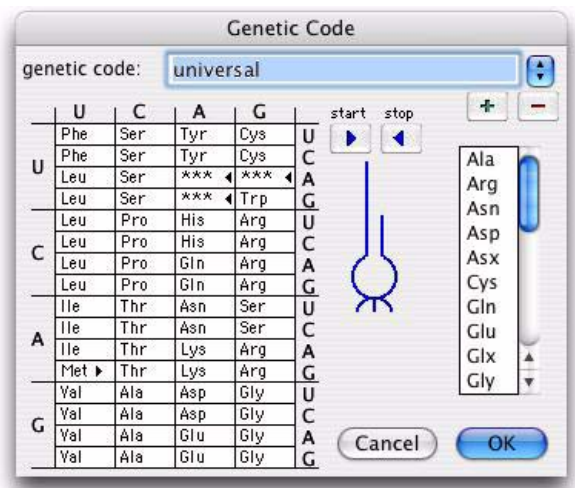 Genetic Code
genetic code: universal
U C A G start stop + −
Phe Ser Tyr Cys U
Phe Ser Tyr Cys C
U
Leu Ser *** *** A
Leu Ser *** Trp G
Leu Pro His Arg U
Leu Pro His Arg C
C
Leu Pro Gln Arg A
Leu Pro Gln Arg G
Ile Thr Asn Ser U
Ile Thr Asn Ser C
A
Ile Thr Lys Arg A
Met Thr Lys Arg G
Val Ala Asp Gly U
Val Ala Asp Gly C
G
Val Ala Glu Gly A
Val Ala Glu Gly G
Ala
Arg
Asn
Asp
Asx
Cys
Gln
Glu
Glx
Gly
Cancel OK